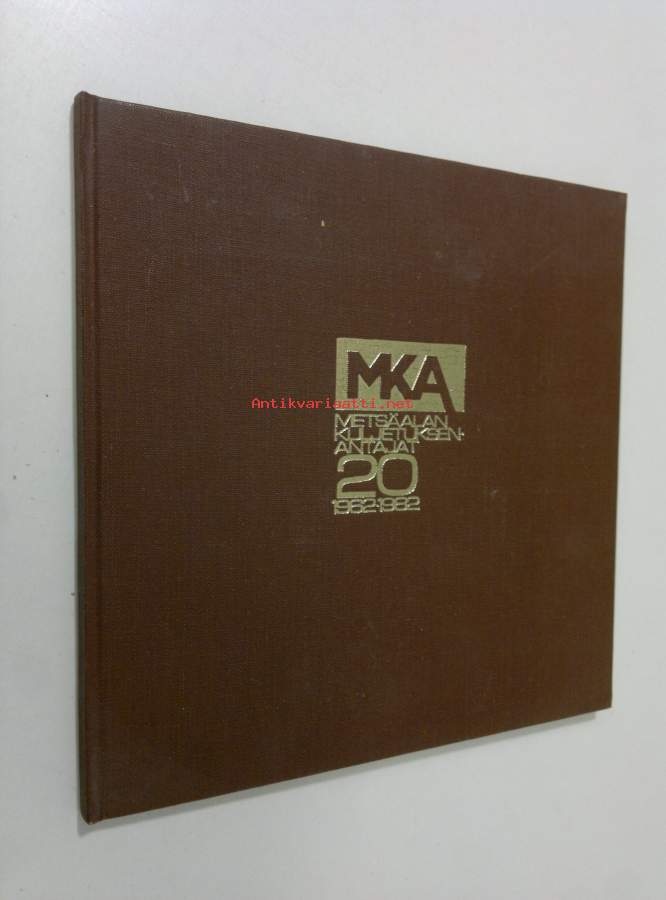 MKA
Antikvariaatti.net
METSÄALAN
KULJETUKSEN-
ANTAJAT
20
1962-1982